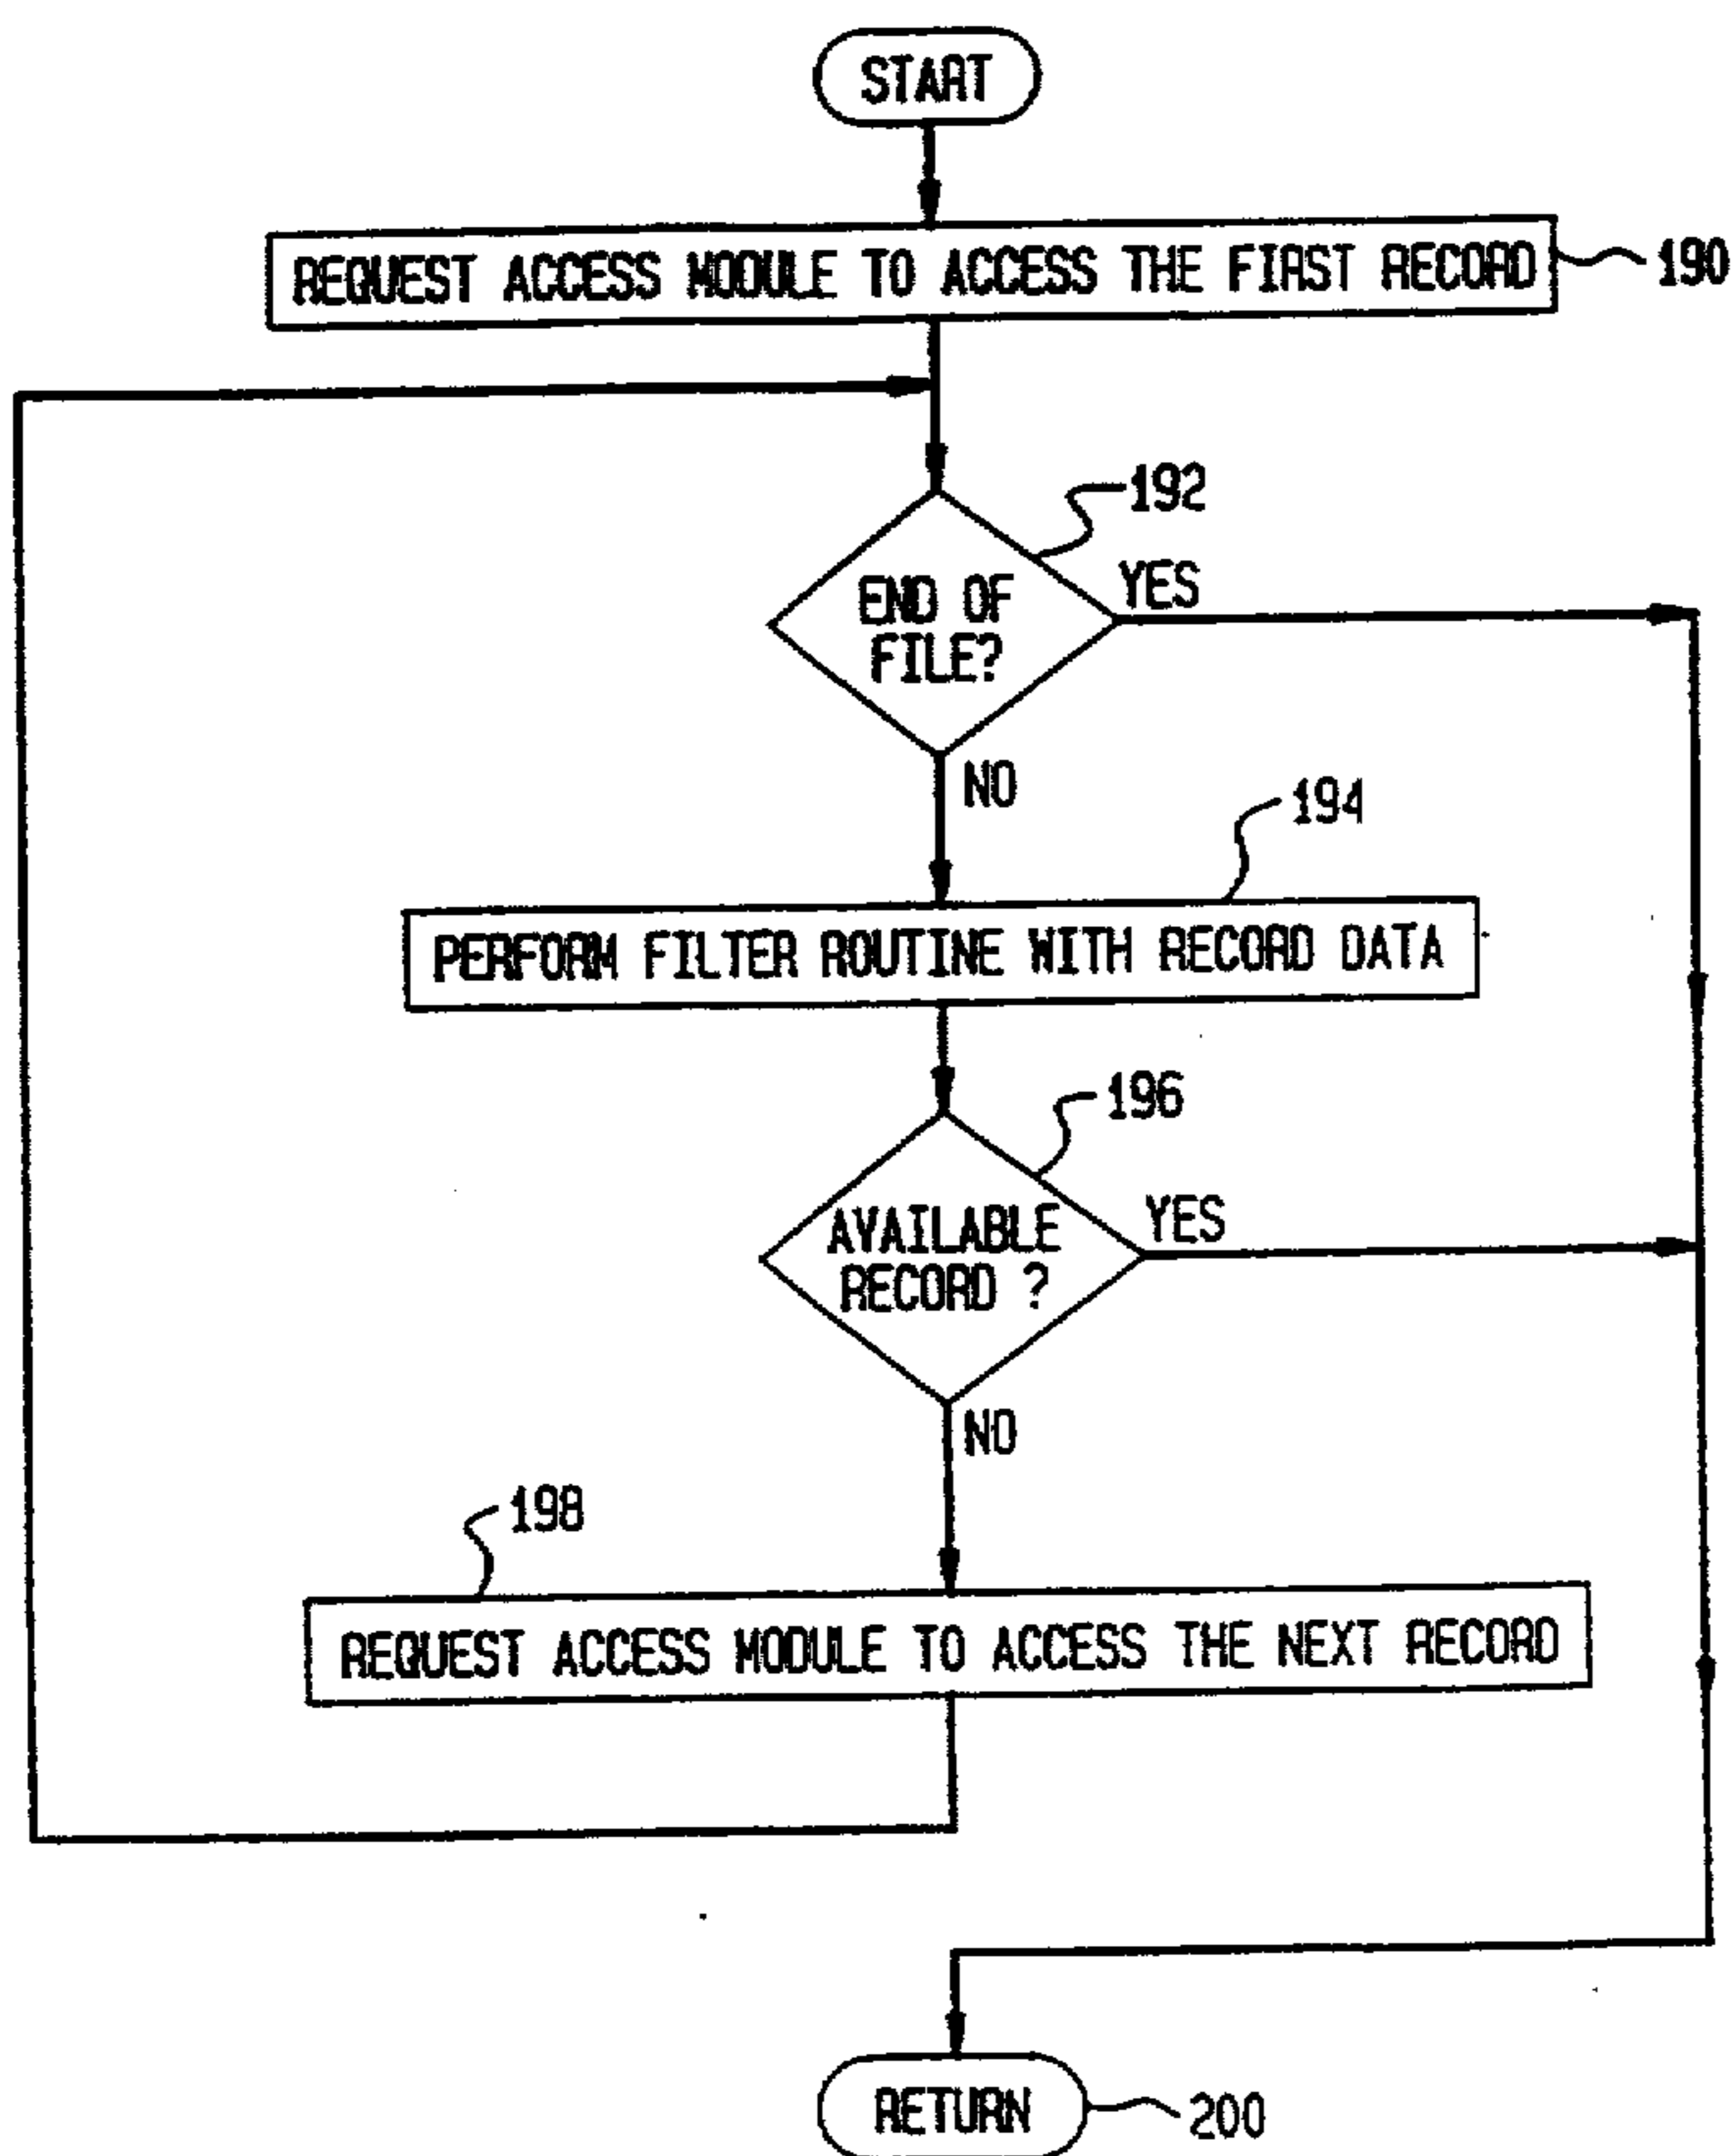 START
REQUEST ACCESS MODULE TO ACCESS THE FIRST RECORD
190
192
END OF
FILE?
YES
NO
194
PERFORM FILTER ROUTINE WITH RECORD DATA
196
AVAILABLE
RECORD ?
YES
NO
198
REQUEST ACCESS MODULE TO ACCESS THE NEXT RECORD
RETURN
200